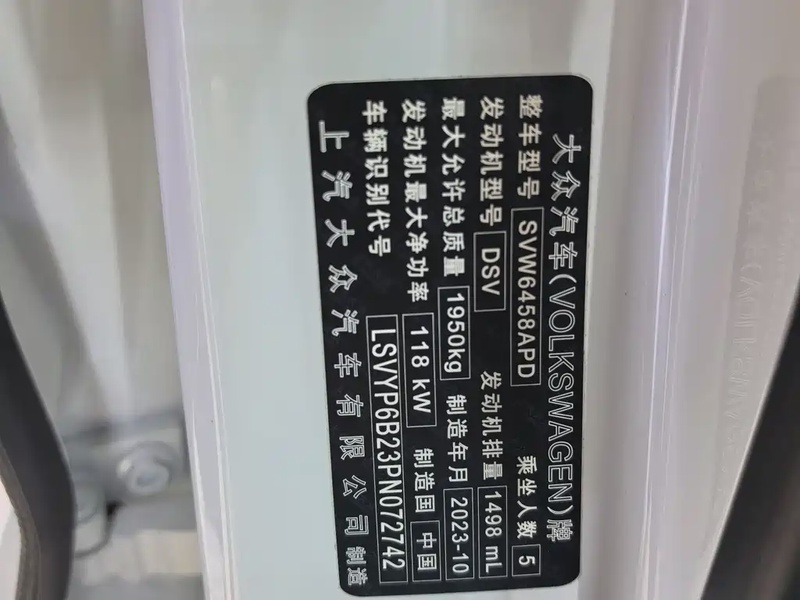 大众汽车(VOLKSWAGEN)牌
整车型号 SVW6458APD 乘坐人数 5
发动机型号 DSV 发动机排量 1498 mL
最大允许总质量 1950kg 制造年月 2023-10
发动机最大净功率 118 kW 制造国 中国
车辆识别代号 LSVYP6B23PN072742
上汽大众汽车有限公司 制造